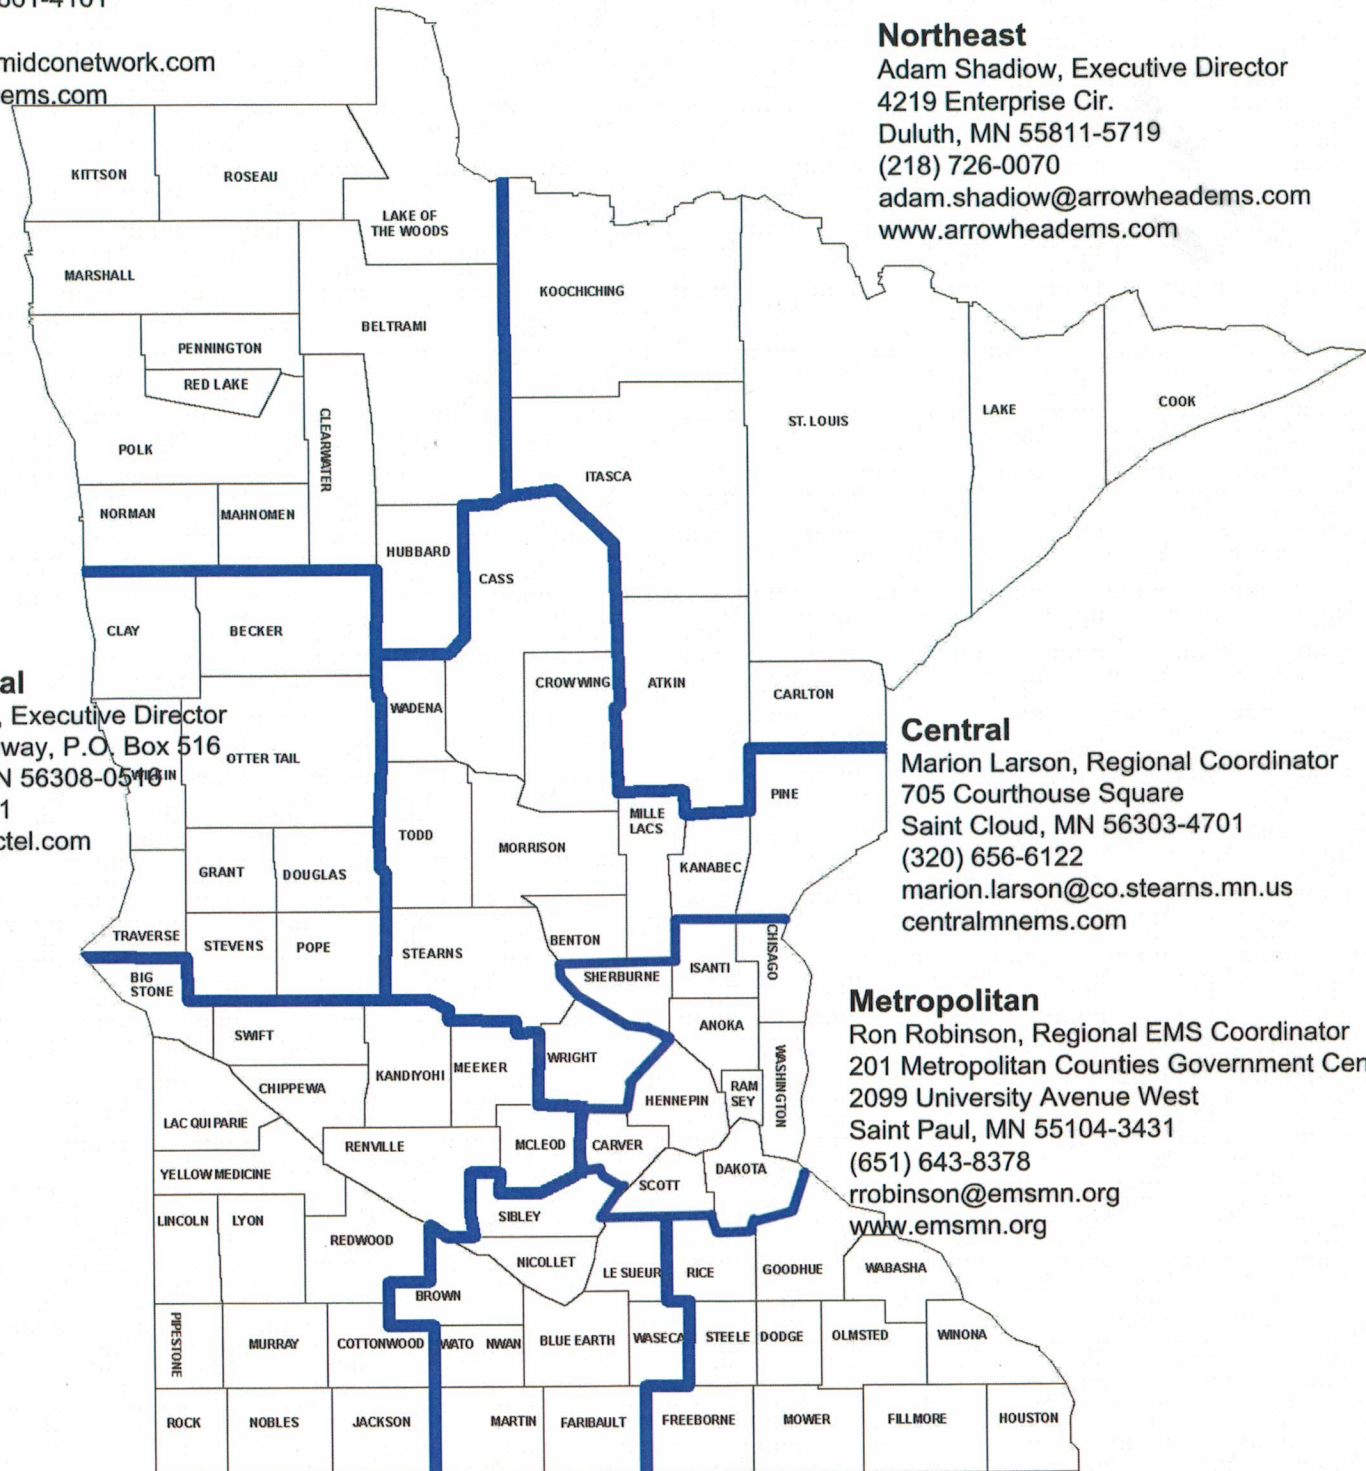 midconetwork.com
ems.com
Northeast
Adam Shadiow, Executive Director
4219 Enterprise Cir.
Duluth, MN 55811-5719
(218) 726-0070
adam.shadiow@arrowheadems.com
www.arrowheadems.com
KITTSON
ROSEAU
LAKE OF
THE WOODS
MARSHALL
KOOCHICHING
BELTRAMI
PENNINGTON
RED LAKE
CLEARWATER
ST. LOUIS
LAKE
COOK
POLK
ITASCA
NORMAN
MAHNOMEN
HUBBARD
CASS
CLAY
BECKER
al
, Executive Director
way, P.O. Box 516
N 56308-0516
1
ctel.com
WILKIN
OTTER TAIL
WADENA
CROW WING
ATKIN
CARLTON
Central
Marion Larson, Regional Coordinator
705 Courthouse Square
Saint Cloud, MN 56303-4701
(320) 656-6122
marion.larson@co.stearns.mn.us
centralmnems.com
PINE
MILLE
LACS
TODD
MORRISON
KANABEC
GRANT
DOUGLAS
TRAVERSE
STEVENS
POPE
STEARNS
BENTON
SHERBURNE
ISANTI
CHISAGO
BIG
STONE
Metropolitan
Ron Robinson, Regional EMS Coordinator
201 Metropolitan Counties Government Cen
2099 University Avenue West
Saint Paul, MN 55104-3431
(651) 643-8378
rrobinson@emsmn.org
www.emsmn.org
SWIFT
ANOKA
WRIGHT
KANDIYOHI
MEEKER
WASHINGTON
CHIPPEWA
HENNEPIN
RAM
SEY
LAC QUI PARIE
RENVILLE
MCLEOD
CARVER
YELLOW MEDICINE
SCOTT
DAKOTA
LINCOLN
LYON
REDWOOD
SIBLEY
NICOLLET
LE SUEUR
RICE
GOODHUE
WABASHA
BROWN
PIPESTONE
MURRAY
COTTONWOOD
WATO NWAN
BLUE EARTH
WASECA
STEELE
DODGE
OLMSTED
WINONA
ROCK
NOBLES
JACKSON
MARTIN
FARIBAULT
FREEBORNE
MOWER
FILLMORE
HOUSTON